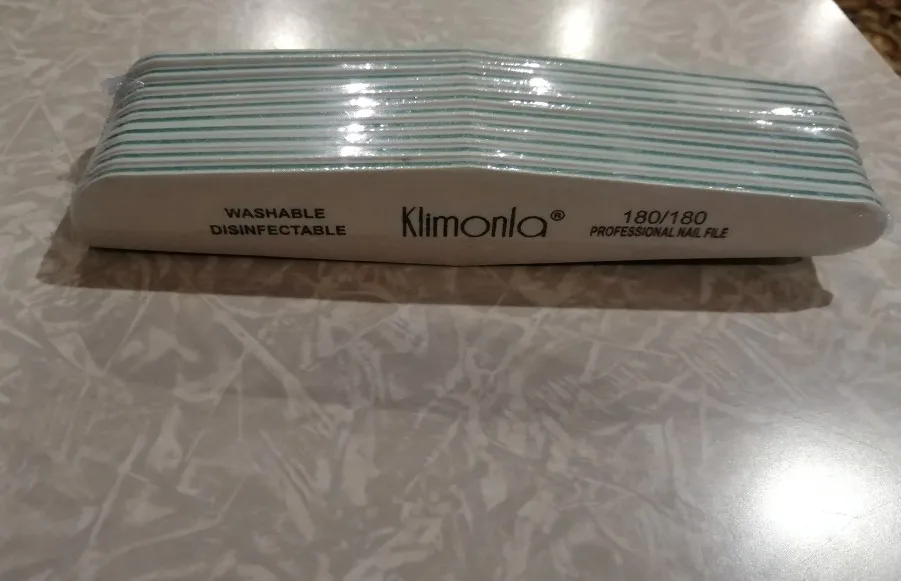 WASHABLE
DISINFECTABLE
Klimonla®
180/180
PROFESSIONAL NAIL FILE